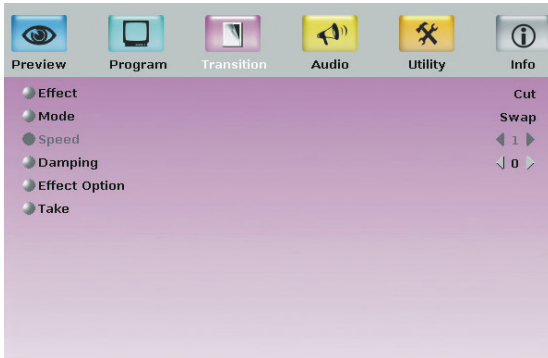 Preview Program Transition Audio Utility Info
Effect Cut
Mode Swap
Speed 1
Damping 0
Effect Option
Take